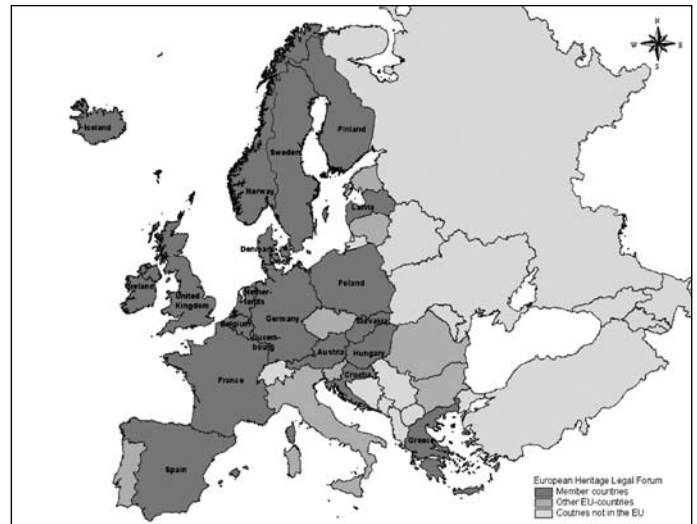 N
W E
S
Iceland
Finland
Sweden
Norway
Latvia
Denmark
Ireland
United
Kingdom
Nether-
lands
Poland
Belgium
Germany
Luxem-
bourg
Slovakia
Austria
Hungary
France
Croatia
Spain
Greece
European Heritage Legal Forum
Member countries
Other EU-countries
Coutries not in the EU